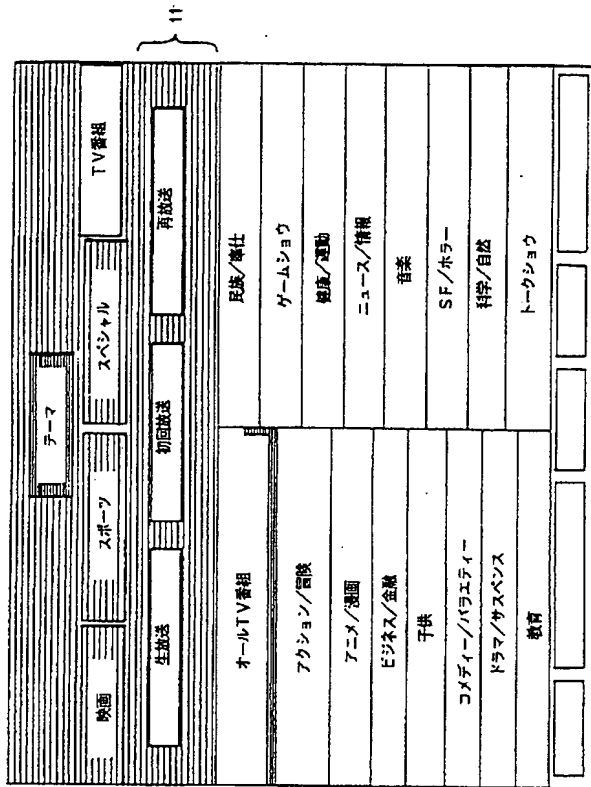 テーマ
映画
スポーツ
スペシャル
TV番組
生放送
初回放送
再放送
11
オールTV番組
アクション/冒険
アニメ/漫画
ビジネス/金融
子供
コメディー/バラエティー
ドラマ/サスペンス
教育
民族/奉仕
ゲームショウ
健康/運動
ニュース/情報
音楽
SF/ホラー
科学/自然
トークショウ